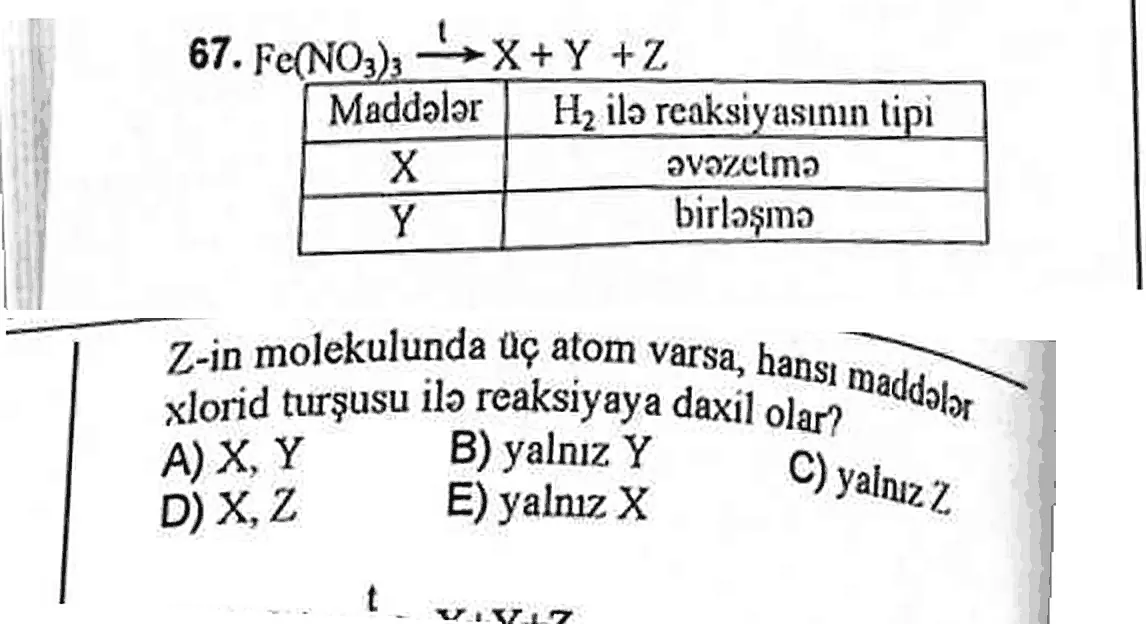 67. Fe(NO₃)₃ —t→ X + Y + Z
Maddələr H₂ ilə reaksiyasının tipi
X əvəzetmə
Y birləşmə
Z-in molekulunda üç atom varsa, hansı maddələr
xlorid turşusu ilə reaksiyaya daxil olar?
A) X, Y B) yalnız Y C) yalnız Z
D) X, Z E) yalnız X
t